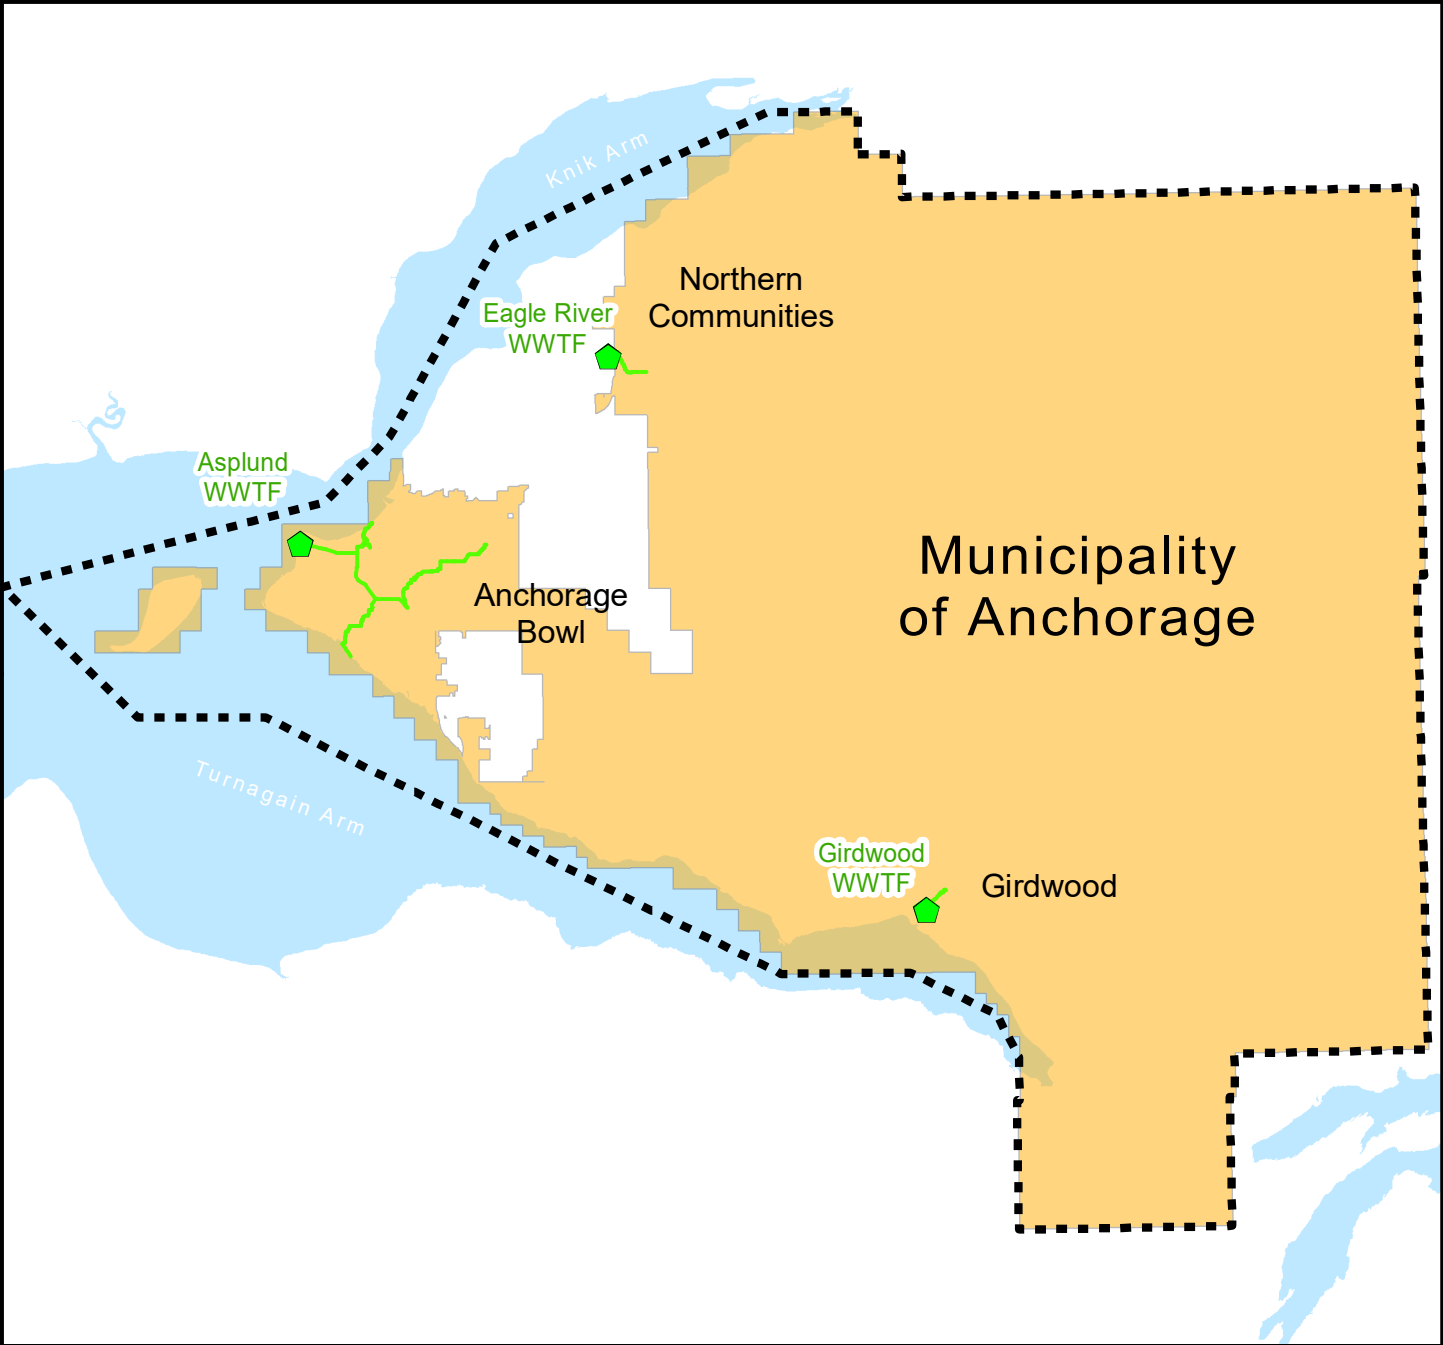 Knik Arm
Northern
Communities
Eagle River
WWTF
Asplund
WWTF
Municipality
of Anchorage
Anchorage
Bowl
Turnagain Arm
Girdwood
WWTF
Girdwood